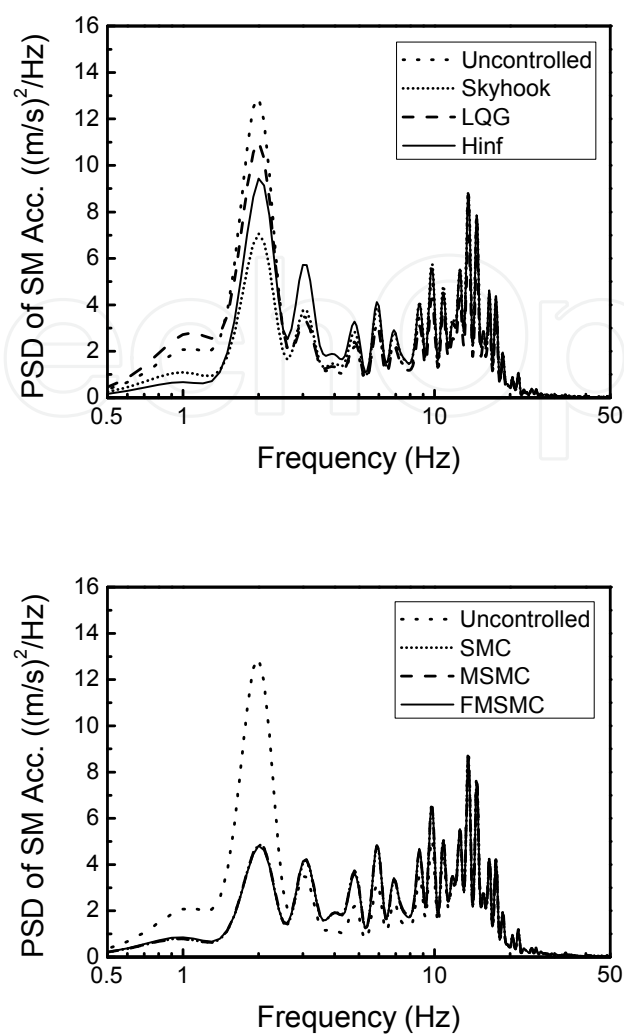 16
14
12
10
8
6
4
2
0
PSD of SM Acc. ((m/s)²/Hz)
Uncontrolled
Skyhook
LQG
Hinf
0.5
1
10
50
Frequency (Hz)
16
14
12
10
8
6
4
2
0
PSD of SM Acc. ((m/s)²/Hz)
Uncontrolled
SMC
MSMC
FMSMC
0.5
1
10
50
Frequency (Hz)